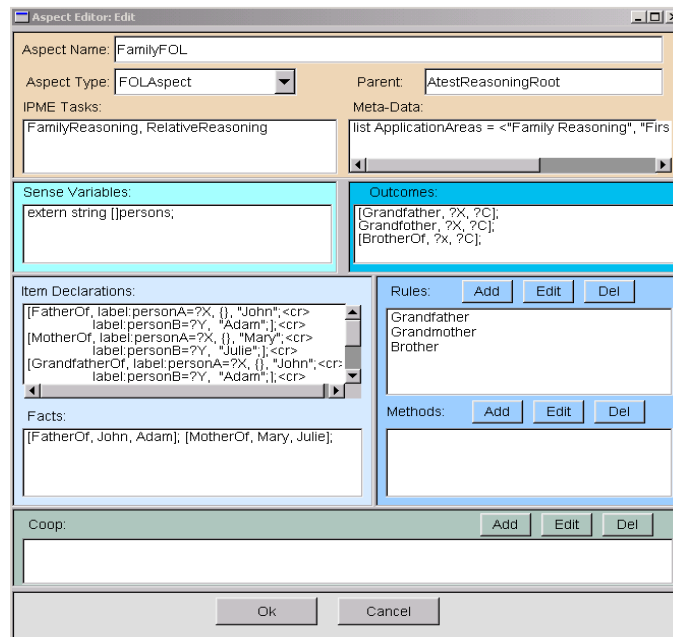 Aspect Editor: Edit
Aspect Name: FamilyFOL
Aspect Type: FOLAspect Parent: AtestReasoningRoot
IPME Tasks: Meta-Data:
FamilyReasoning, RelativeReasoning list ApplicationAreas = <"Family Reasoning", "Firs
Sense Variables: Outcomes:
extern string []persons; [Grandfather, ?X, ?C];
Grandfother, ?X, ?C];
[BrotherOf, ?x, ?C];
Item Declarations: Rules: Add Edit Del
[FatherOf, label:personA=?X, {}, "John";<cr>
label:personB=?Y, "Adam";];<cr>
[MotherOf, label:personA=?X, {}, "Mary";<cr>
label:personB=?Y, "Julie";];<cr>
[GrandfatherOf, label:personA=?X, {}, "John";<cr>
label:personB=?Y, "Adam";];<cr>
Grandfather
Grandmother
Brother
Facts: Methods: Add Edit Del
[FatherOf, John, Adam]; [MotherOf, Mary, Julie];
Coop: Add Edit Del
Ok Cancel